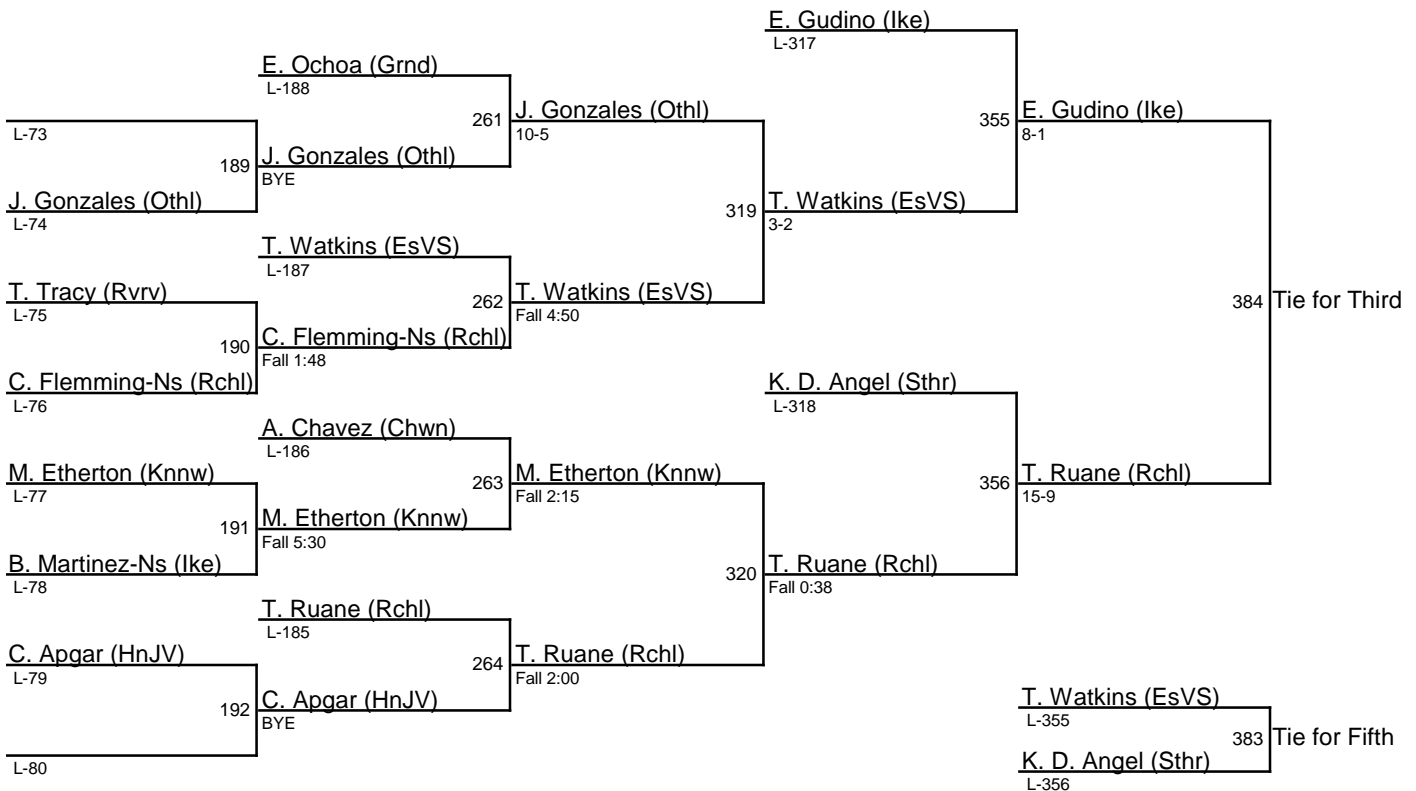 E. Gudino (Ike)
L-317
E. Ochoa (Grnd)
L-188
261
J. Gonzales (Othl)
10-5
355
E. Gudino (Ike)
8-1
L-73
189
J. Gonzales (Othl)
BYE
J. Gonzales (Othl)
L-74
319
T. Watkins (EsVS)
3-2
T. Watkins (EsVS)
L-187
T. Tracy (Rvrv)
L-75
262
T. Watkins (EsVS)
Fall 4:50
384
Tie for Third
190
C. Flemming-Ns (Rchl)
Fall 1:48
C. Flemming-Ns (Rchl)
L-76
K. D. Angel (Sthr)
L-318
A. Chavez (Chwn)
L-186
M. Etherton (Knnw)
L-77
263
M. Etherton (Knnw)
Fall 2:15
356
T. Ruane (Rchl)
15-9
191
M. Etherton (Knnw)
Fall 5:30
B. Martinez-Ns (Ike)
L-78
320
T. Ruane (Rchl)
Fall 0:38
T. Ruane (Rchl)
L-185
C. Apgar (HnJV)
L-79
264
T. Ruane (Rchl)
Fall 2:00
192
C. Apgar (HnJV)
BYE
T. Watkins (EsVS)
L-355
383
Tie for Fifth
L-80
K. D. Angel (Sthr)
L-356